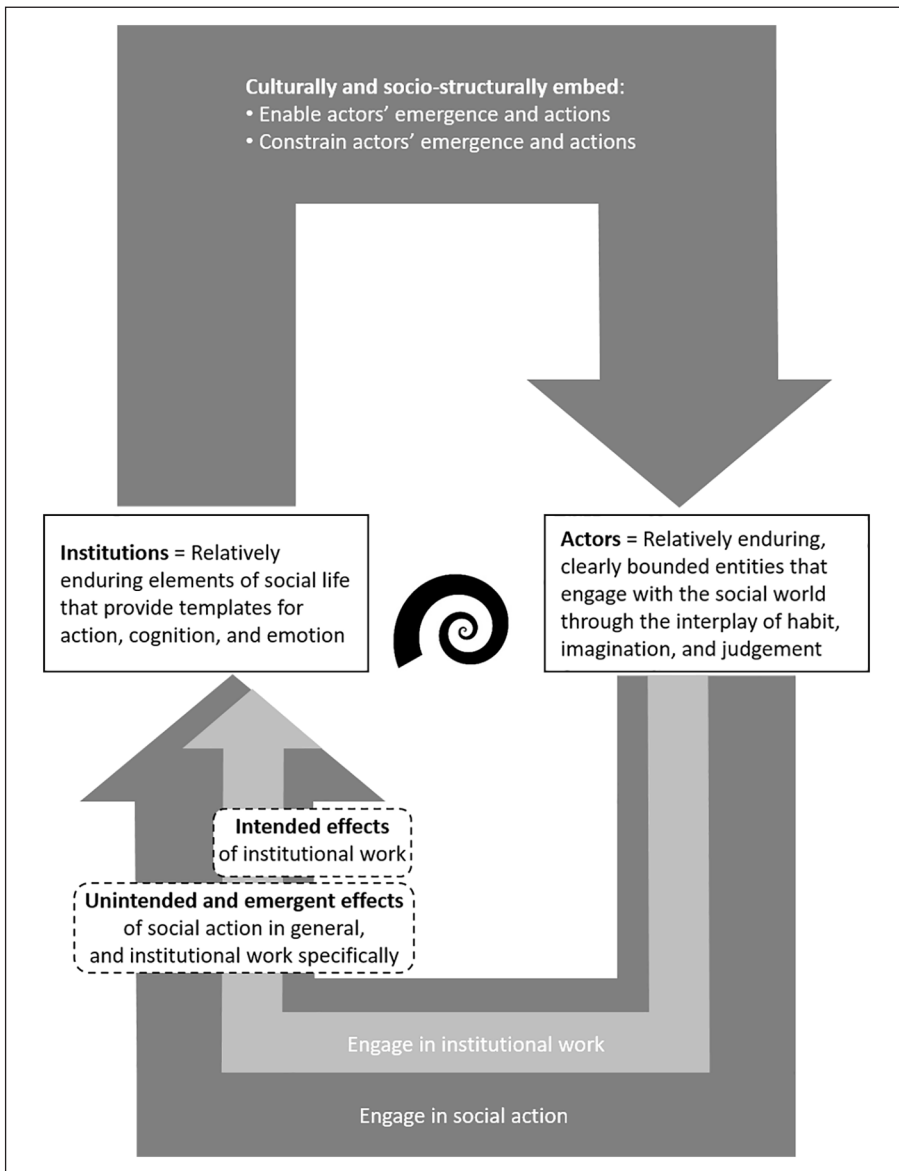 Culturally and socio-structurally embed:
• Enable actors' emergence and actions
• Constrain actors' emergence and actions
Institutions = Relatively
enduring elements of social life
that provide templates for
action, cognition, and emotion
Actors = Relatively enduring,
clearly bounded entities that
engage with the social world
through the interplay of habit,
imagination, and judgement
Intended effects
of institutional work
Unintended and emergent effects
of social action in general,
and institutional work specifically
Engage in institutional work
Engage in social action